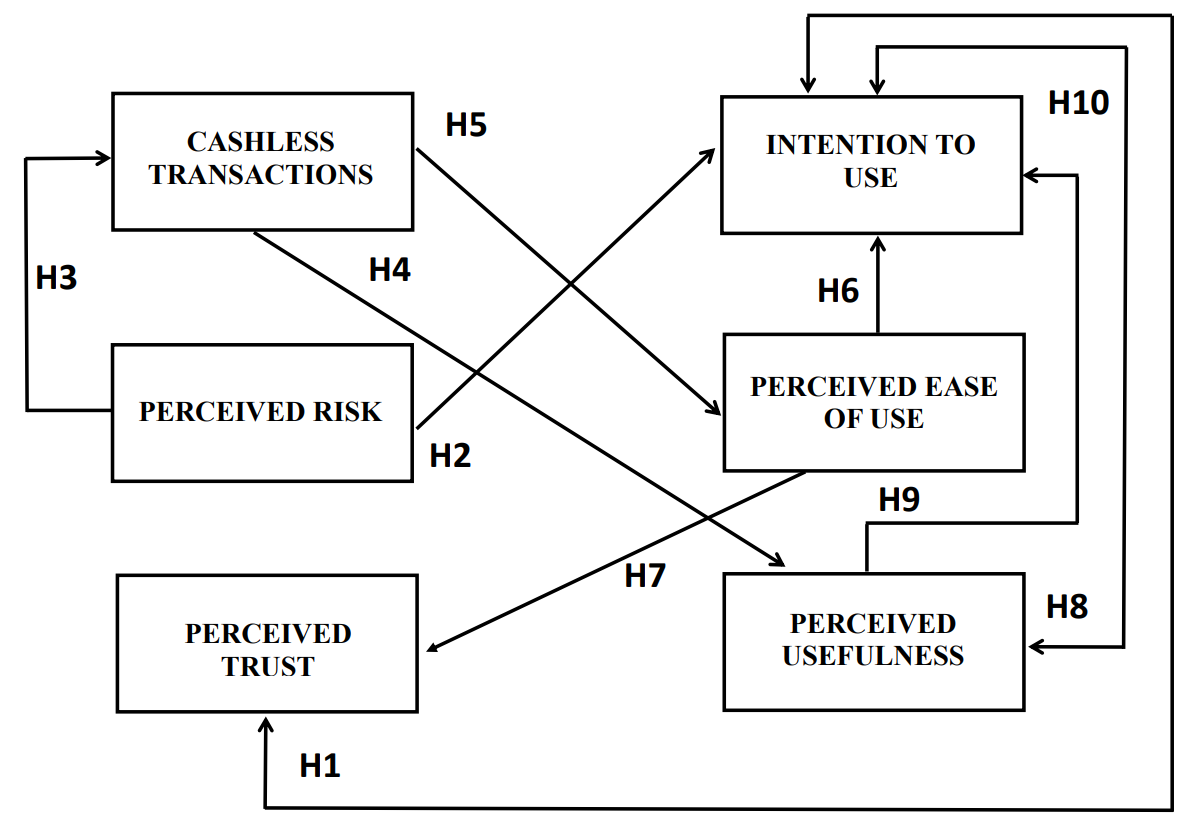 H10
H5
CASHLESS
TRANSACTIONS
INTENTION TO
USE
H4
H3
H6
PERCEIVED RISK
PERCEIVED EASE
OF USE
H2
H9
H7
H8
PERCEIVED
TRUST
PERCEIVED
USEFULNESS
H1